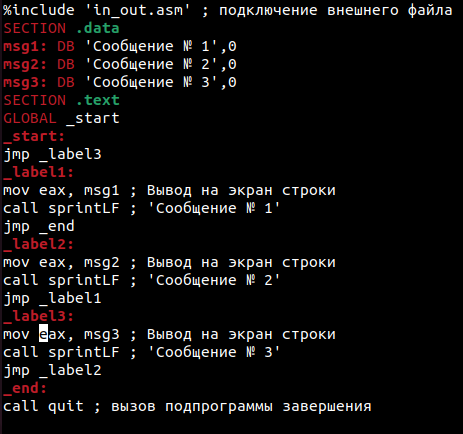 %include 'in_out.asm' ; подключение внешнего файла
SECTION .data
msg1: DB 'Сообщение № 1',0
msg2: DB 'Сообщение № 2',0
msg3: DB 'Сообщение № 3',0
SECTION .text
GLOBAL _start
_start:
jmp _label3
_label1:
mov eax, msg1 ; Вывод на экран строки
call sprintLF ; 'Сообщение № 1'
jmp _end
_label2:
mov eax, msg2 ; Вывод на экран строки
call sprintLF ; 'Сообщение № 2'
jmp _label1
_label3:
mov eax, msg3 ; Вывод на экран строки
call sprintLF ; 'Сообщение № 3'
jmp _label2
_end:
call quit ; вызов подпрограммы завершения